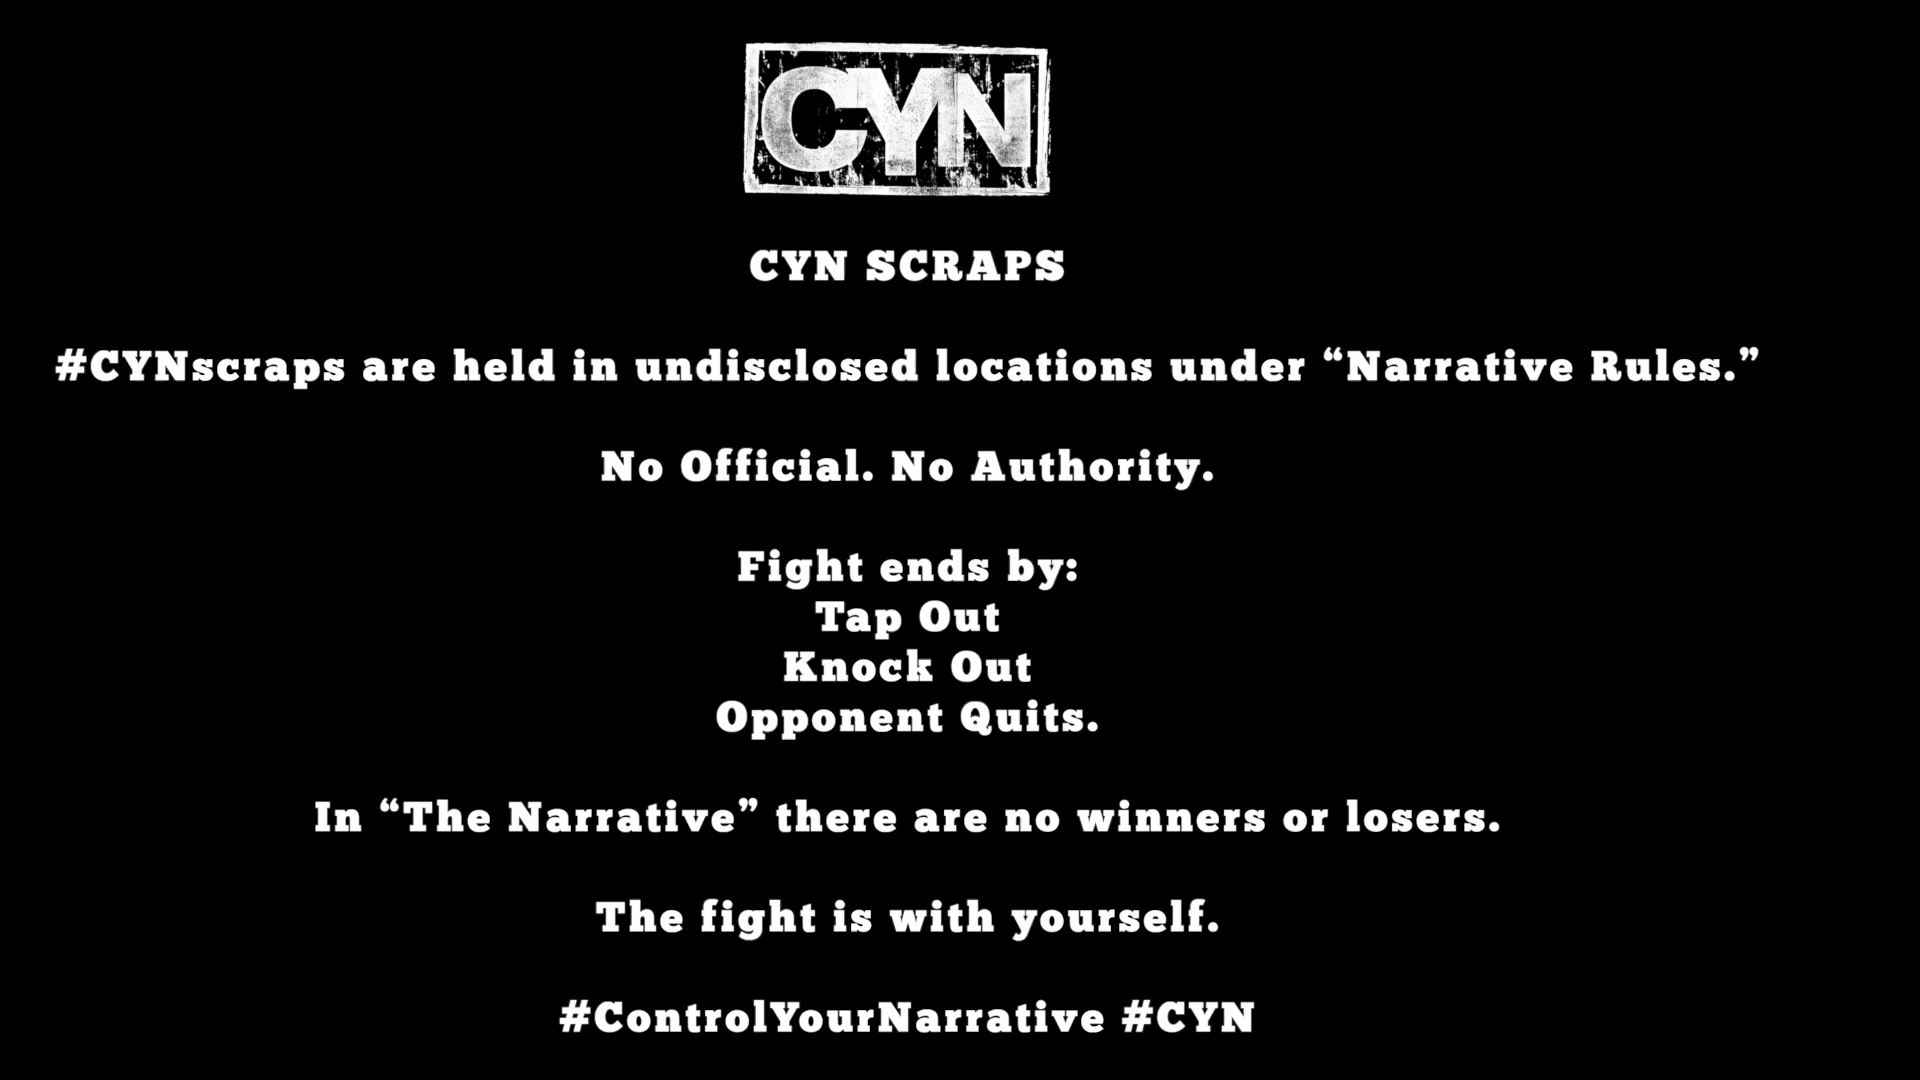 CYN
CYN SCRAPS
#CYNscraps are held in undisclosed locations under “Narrative Rules.”
No Official. No Authority.
Fight ends by:
Tap Out
Knock Out
Opponent Quits.
In “The Narrative” there are no winners or losers.
The fight is with yourself.
#ControlYourNarrative #CYN